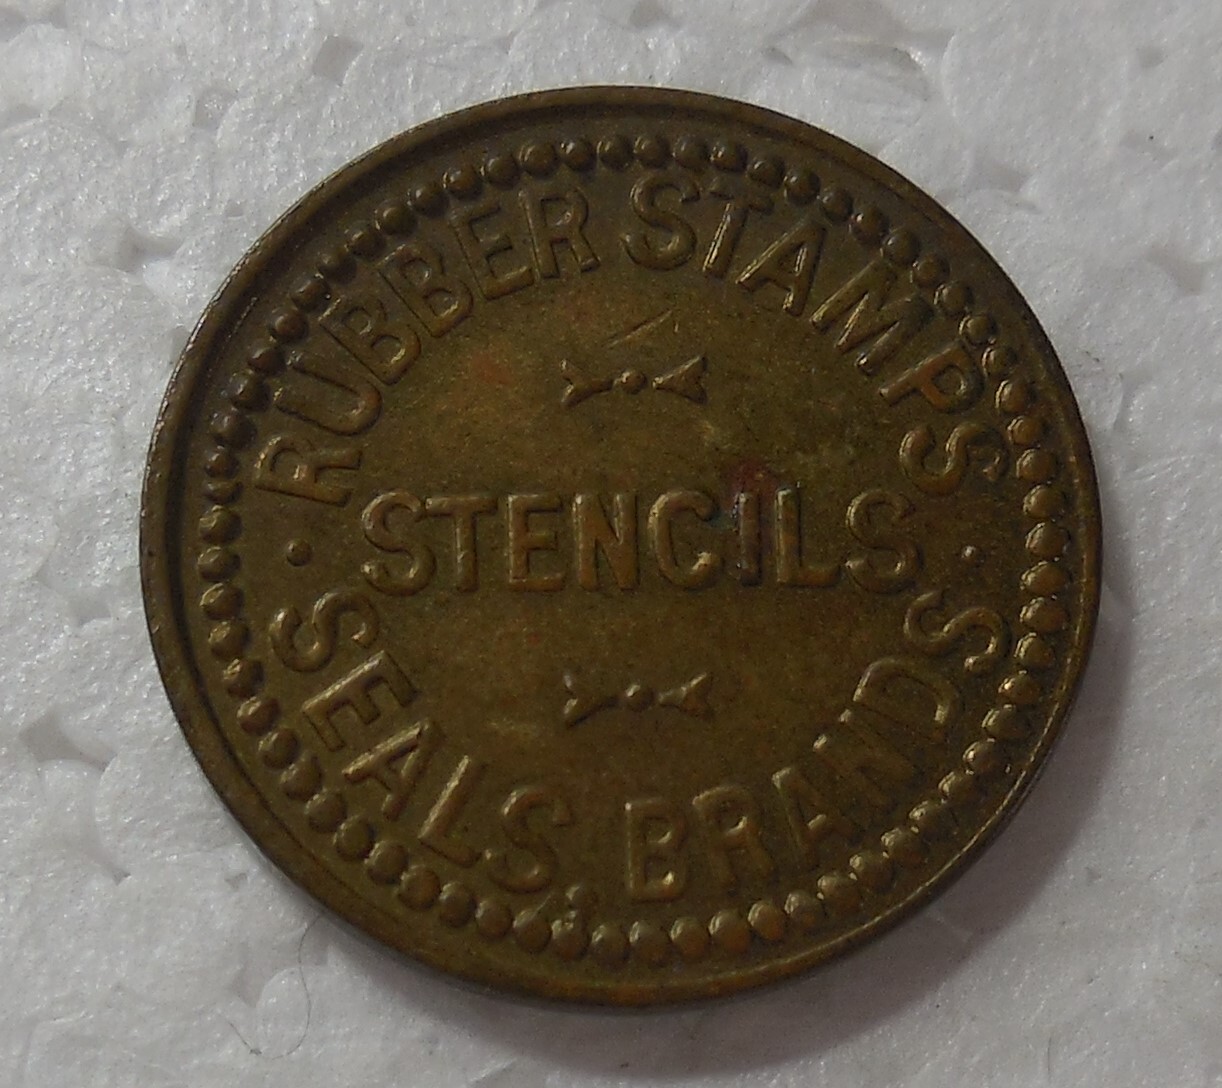 RUBBER STAMPS
· STENCILS ·
SEALS, BRANDS